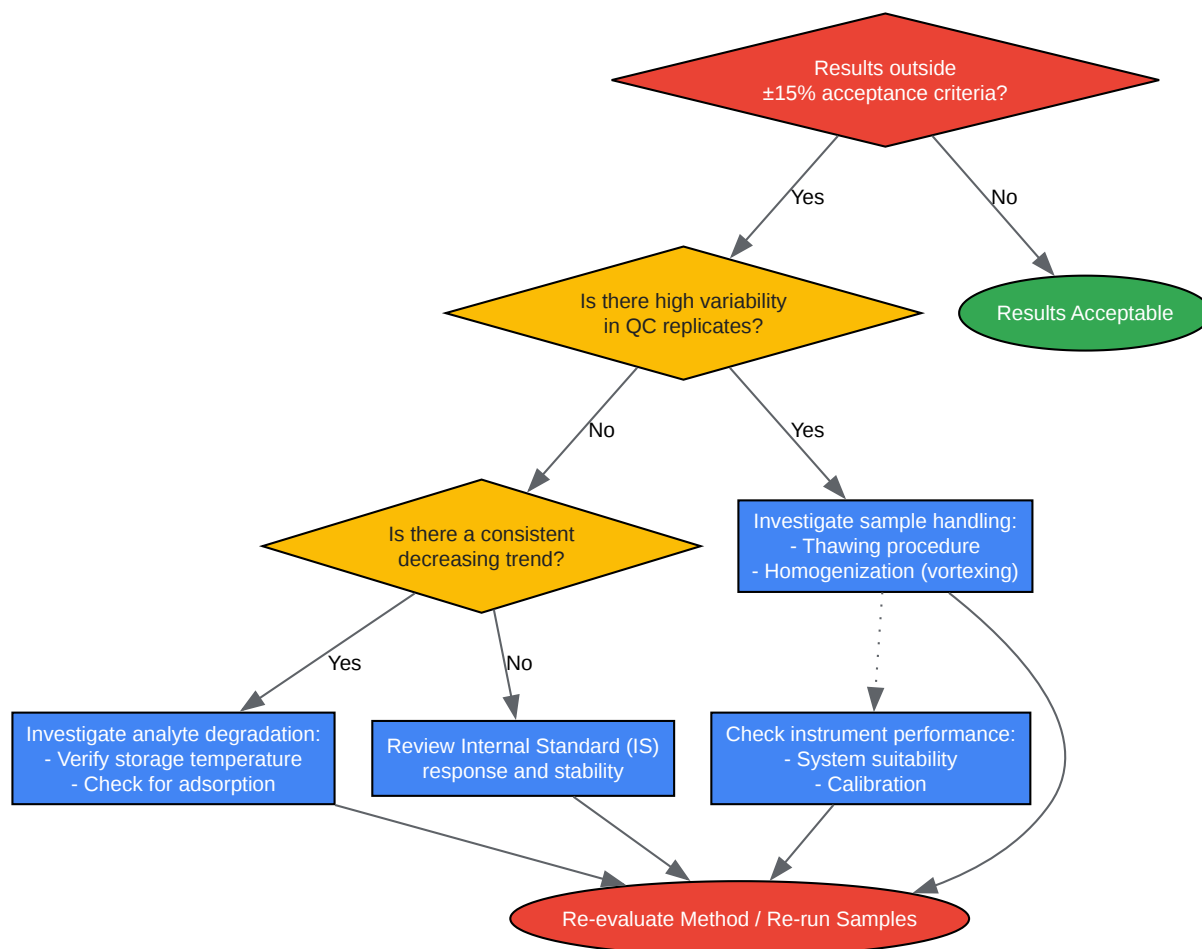 Results outside
±15% acceptance criteria?
Yes
No
Is there high variability
in QC replicates?
Results Acceptable
No
Yes
Is there a consistent
decreasing trend?
Investigate sample handling:
- Thawing procedure
- Homogenization (vortexing)
Yes
No
Investigate analyte degradation:
- Verify storage temperature
- Check for adsorption
Review Internal Standard (IS)
response and stability
Check instrument performance:
- System suitability
- Calibration
Re-evaluate Method / Re-run Samples